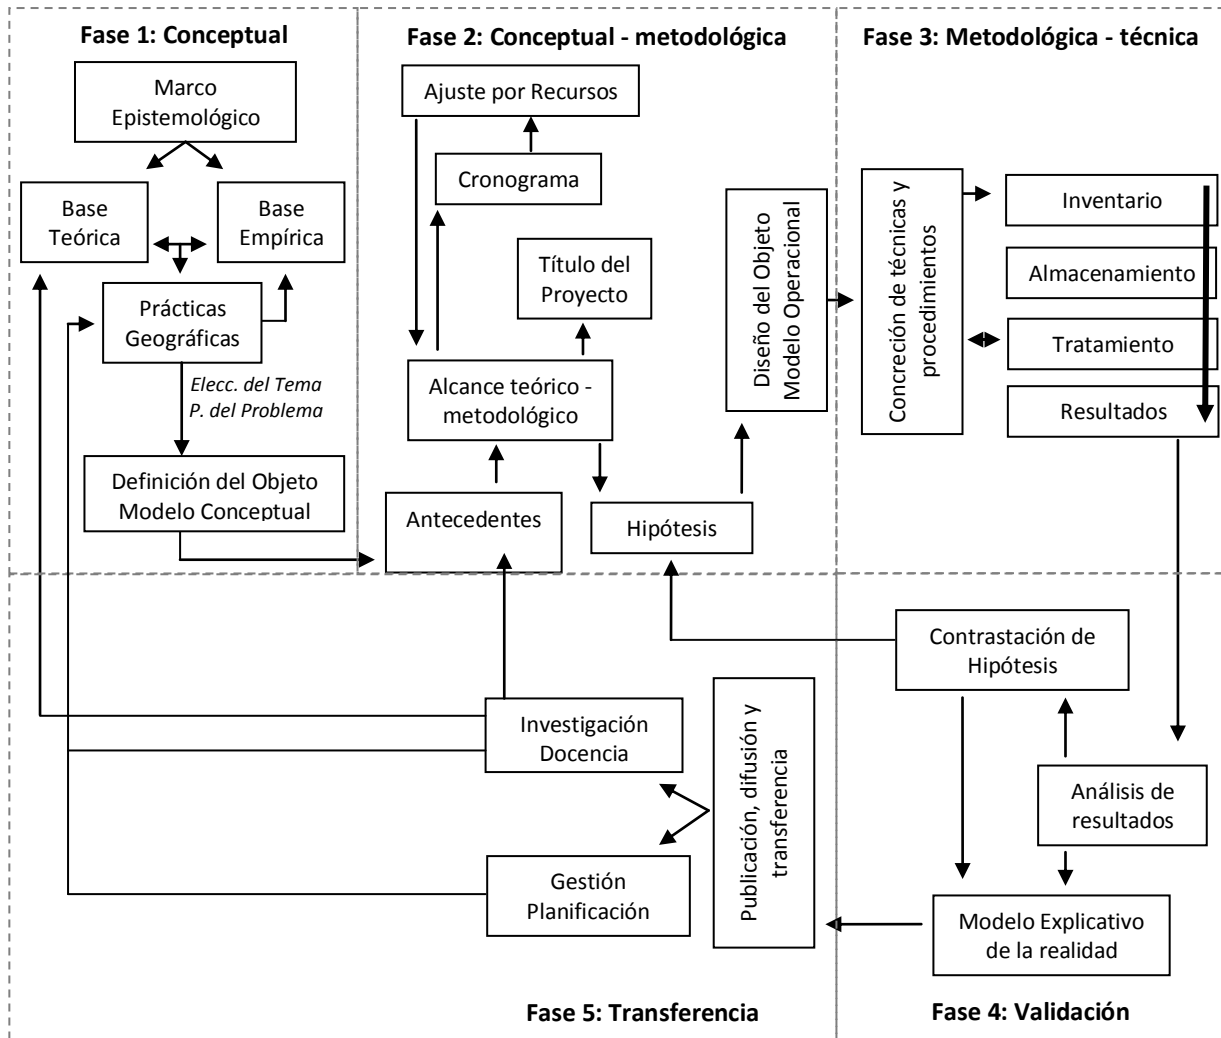 Fase 1: Conceptual
Marco
Epistemológico
Base
Teórica
Base
Empírica
Prácticas
Geográficas
Elecc. del Tema
P. del Problema
Definición del Objeto
Modelo Conceptual
Fase 2: Conceptual - metodológica
Ajuste por Recursos
Cronograma
Título del
Proyecto
Alcance teórico -
metodológico
Antecedentes
Hipótesis
Diseño del Objeto
Modelo Operacional
Fase 3: Metodológica - técnica
Concreción de técnicas y
procedimientos
Inventario
Almacenamiento
Tratamiento
Resultados
Contrastación de
Hipótesis
Análisis de
resultados
Modelo Explicativo
de la realidad
Fase 4: Validación
Publicación, difusión y
transferencia
Investigación
Docencia
Gestión
Planificación
Fase 5: Transferencia